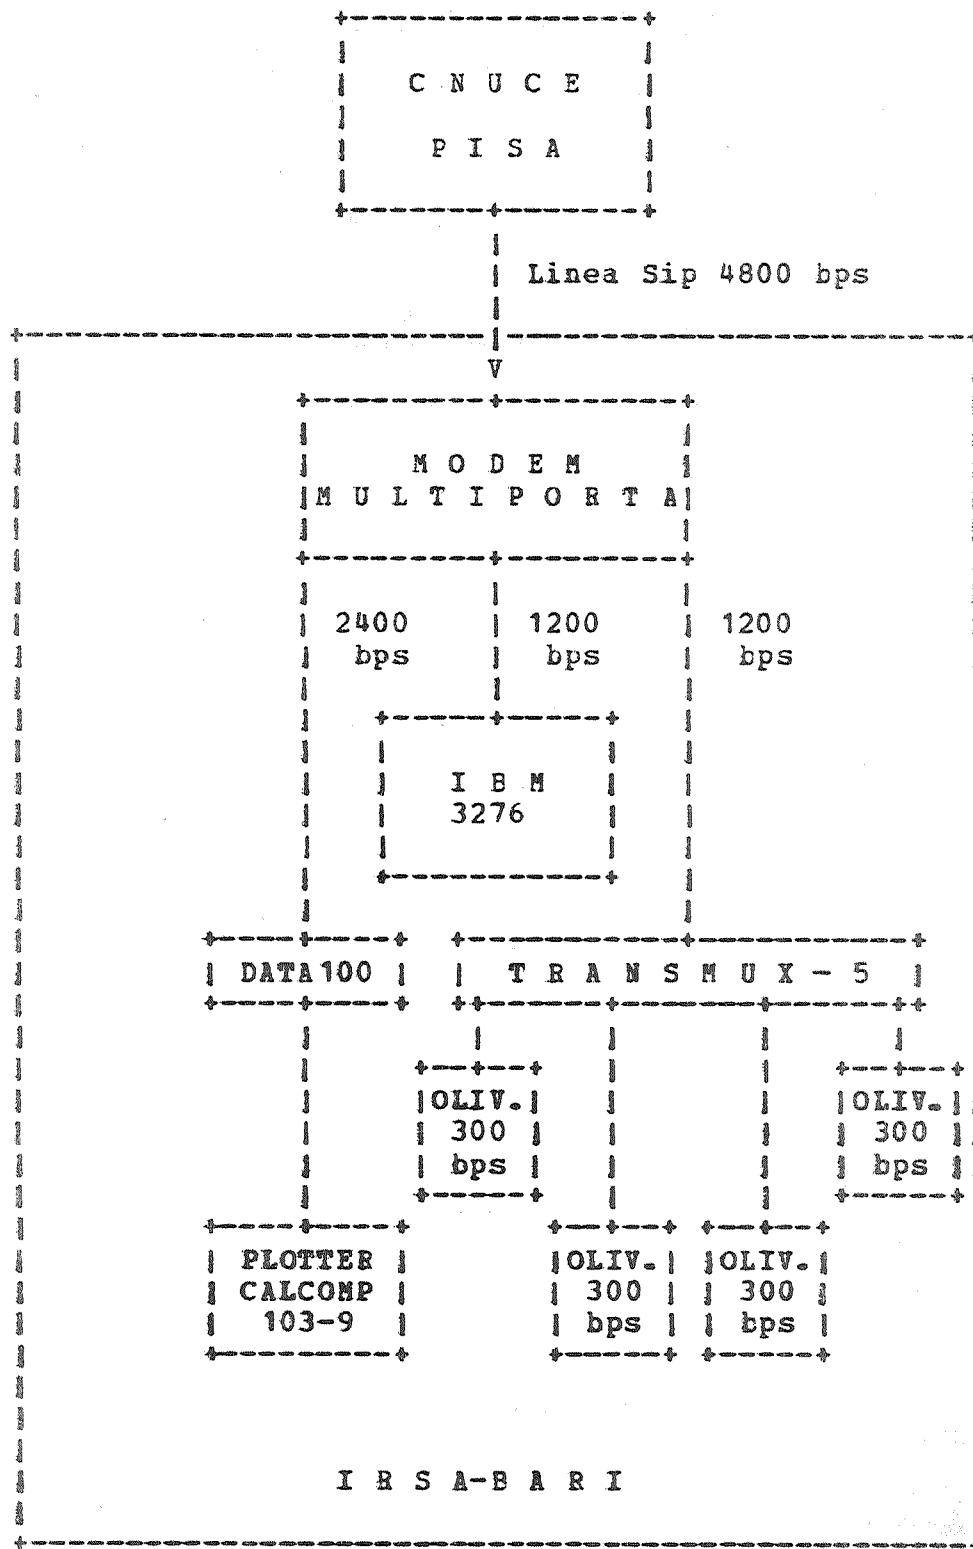 C N U C E
P I S A
Linea Sip 4800 bps
V
M O D E M
M U L T I P O R T A
2400 bps
1200 bps
1200 bps
I B M
3276
DATA100
T R A N S M U X - 5
OLIV.
300
bps
OLIV.
300
bps
PLOTTER
CALCOMP
103-9
OLIV.
300
bps
OLIV.
300
bps
I R S A-B A R I